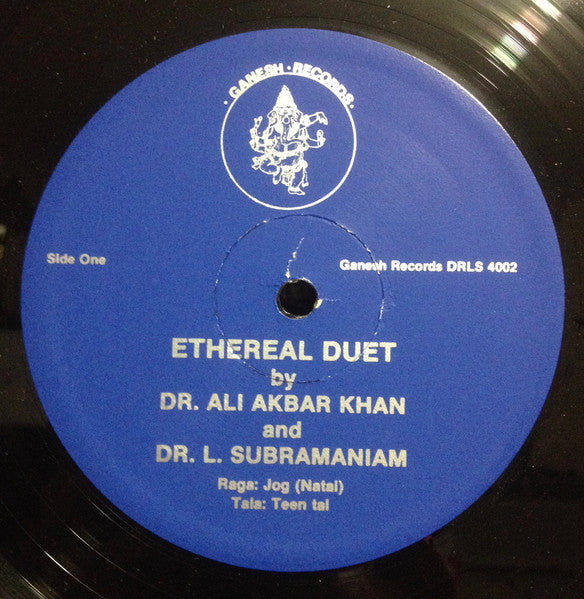 · GANESH · RECORDS ·
Side One
Ganesh Records DRLS 4002
ETHEREAL DUET
by
DR. ALI AKBAR KHAN
and
DR. L. SUBRAMANIAM
Raga: Jog (Natai)
Tala: Teen tal